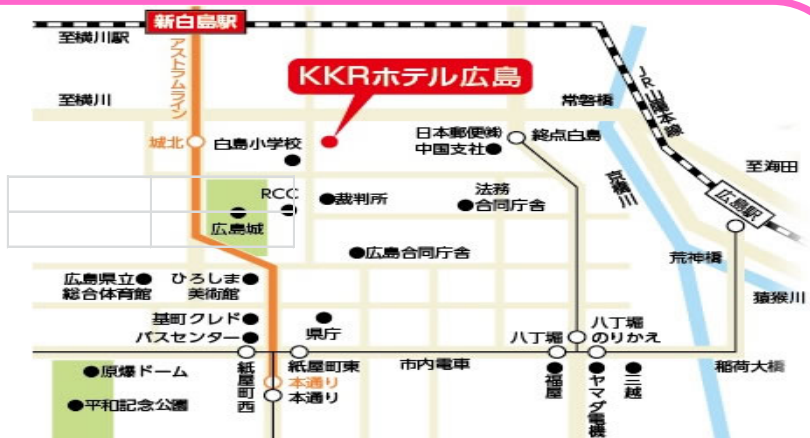 新白島駅
至横川駅
アストラムライン
KKRホテル広島
JR山陽本線
至横川
常磐橋
城北
白島小学校
日本郵便㈱
中国支社
終点白島
至海田
京橋川
広島駅
RCC
裁判所
法務
合同庁舎
広島城
広島合同庁舎
荒神橋
広島県立
総合体育館
ひろしま
美術館
猿猴川
基町クレド
バスセンター
県庁
八丁堀
八丁堀
のりかえ
原爆ドーム
紙屋町西
紙屋町東
市内電車
稲荷大橋
本通り
本通り
福屋
ヤマダ電機
三越
平和記念公園